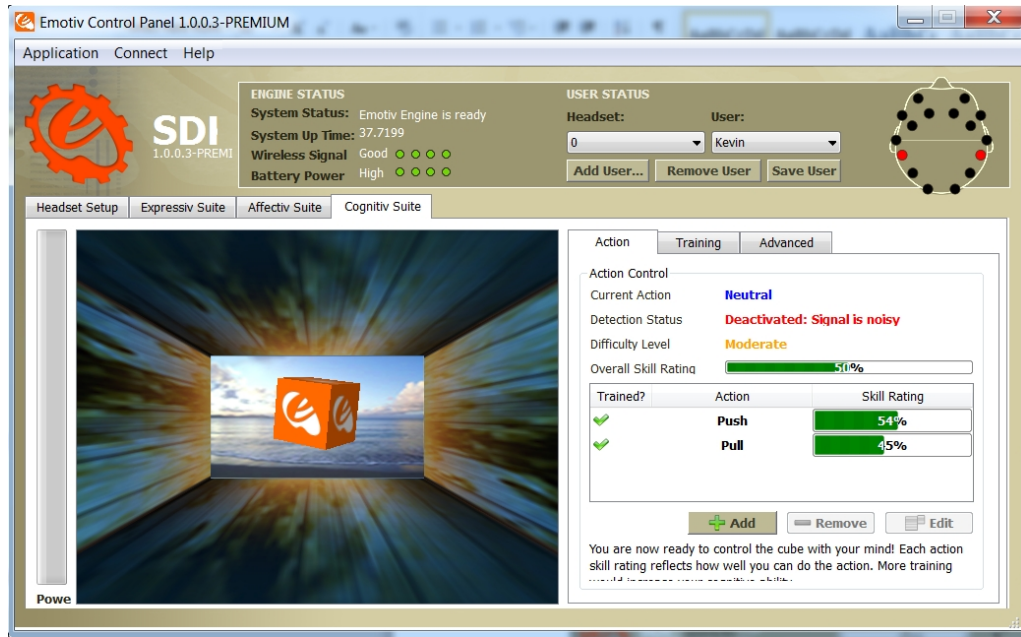 Emotiv Control Panel 1.0.0.3-PREMIUM
Application Connect Help
SDI
1.0.0.3-PREMI
ENGINE STATUS
System Status: Emotiv Engine is ready
System Up Time: 37.7199
Wireless Signal Good
Battery Power High
USER STATUS
Headset: User:
0 Kevin
Add User... Remove User Save User
Headset Setup Expressiv Suite Affectiv Suite Cognitiv Suite
Powe
Action Training Advanced
Action Control
Current Action Neutral
Detection Status Deactivated: Signal is noisy
Difficulty Level Moderate
Overall Skill Rating 50%
Trained? Action Skill Rating
Push 54%
Pull 45%
Add Remove Edit
You are now ready to control the cube with your mind! Each action
skill rating reflects how well you can do the action. More training
would increase your cognitive ability.